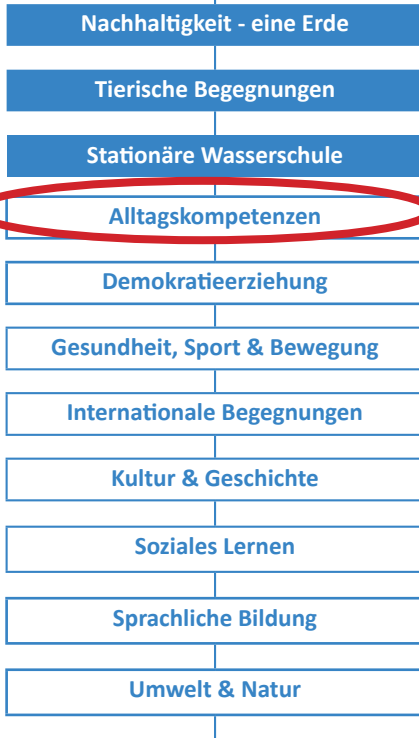 Nachhaltigkeit - eine Erde
Tierische Begegnungen
Stationäre Wasserschule
Alltagskompetenzen
Demokratieerziehung
Gesundheit, Sport & Bewegung
Internationale Begegnungen
Kultur & Geschichte
Soziales Lernen
Sprachliche Bildung
Umwelt & Natur